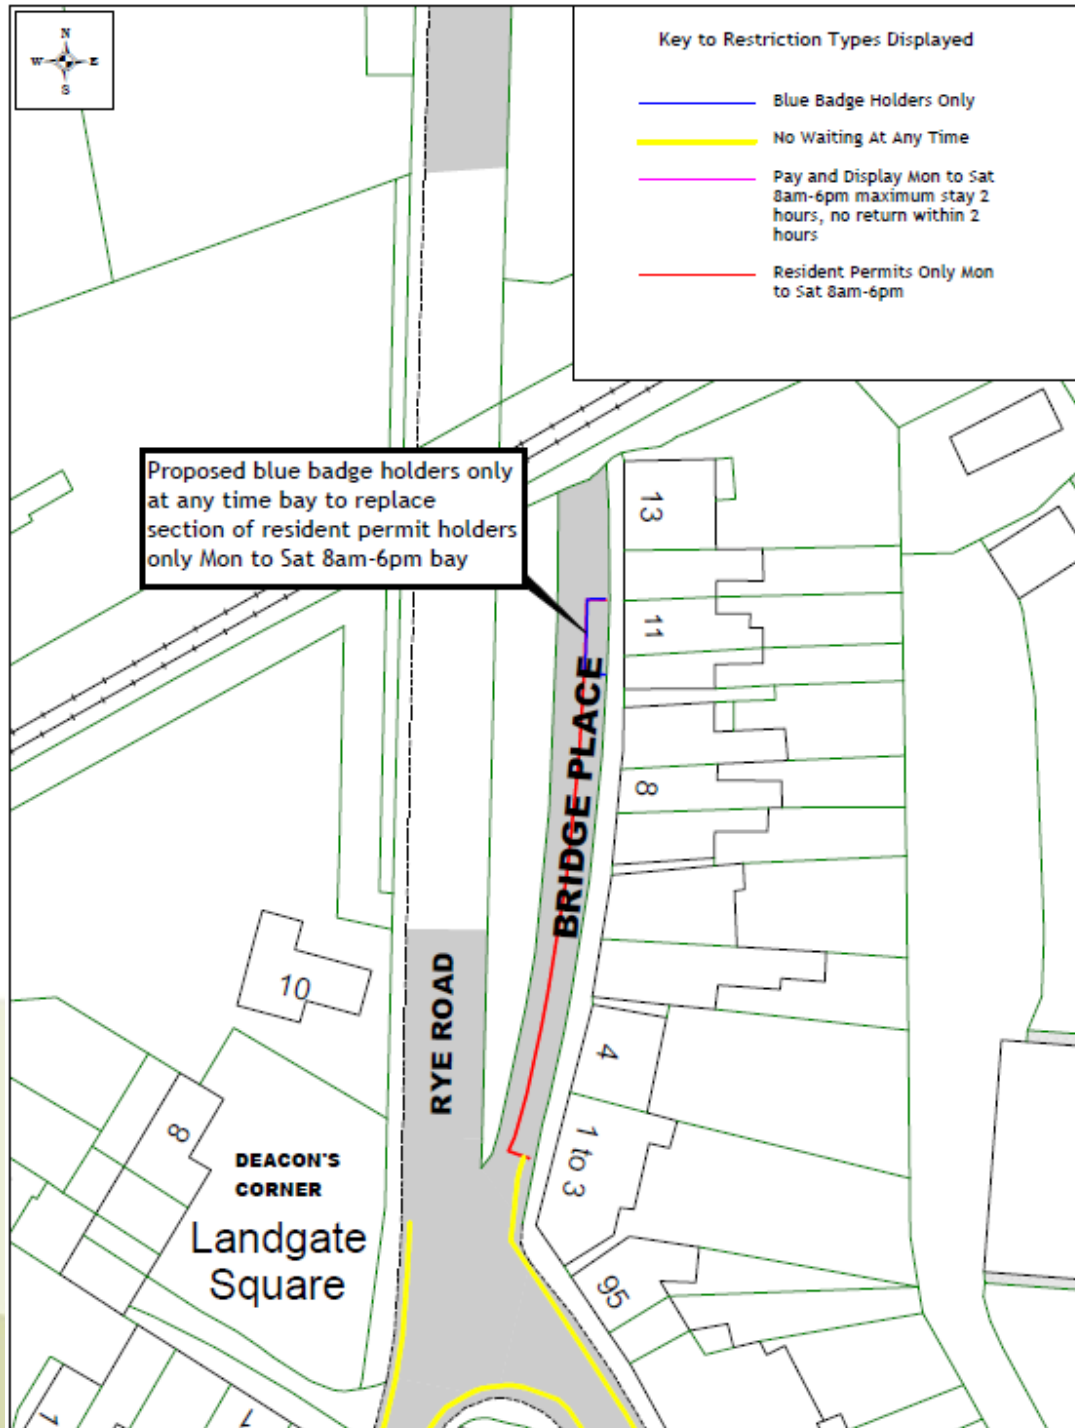 N
W E
S
Key to Restriction Types Displayed
Blue Badge Holders Only
No Waiting At Any Time
Pay and Display Mon to Sat
8am-6pm maximum stay 2
hours, no return within 2
hours
Resident Permits Only Mon
to Sat 8am-6pm
Proposed blue badge holders only
at any time bay to replace
section of resident permit holders
only Mon to Sat 8am-6pm bay
13
11
BRIDGE PLACE
8
10
RYE ROAD
4
8
1 to 3
DEACON'S
CORNER
Landgate
Square
95
1
1